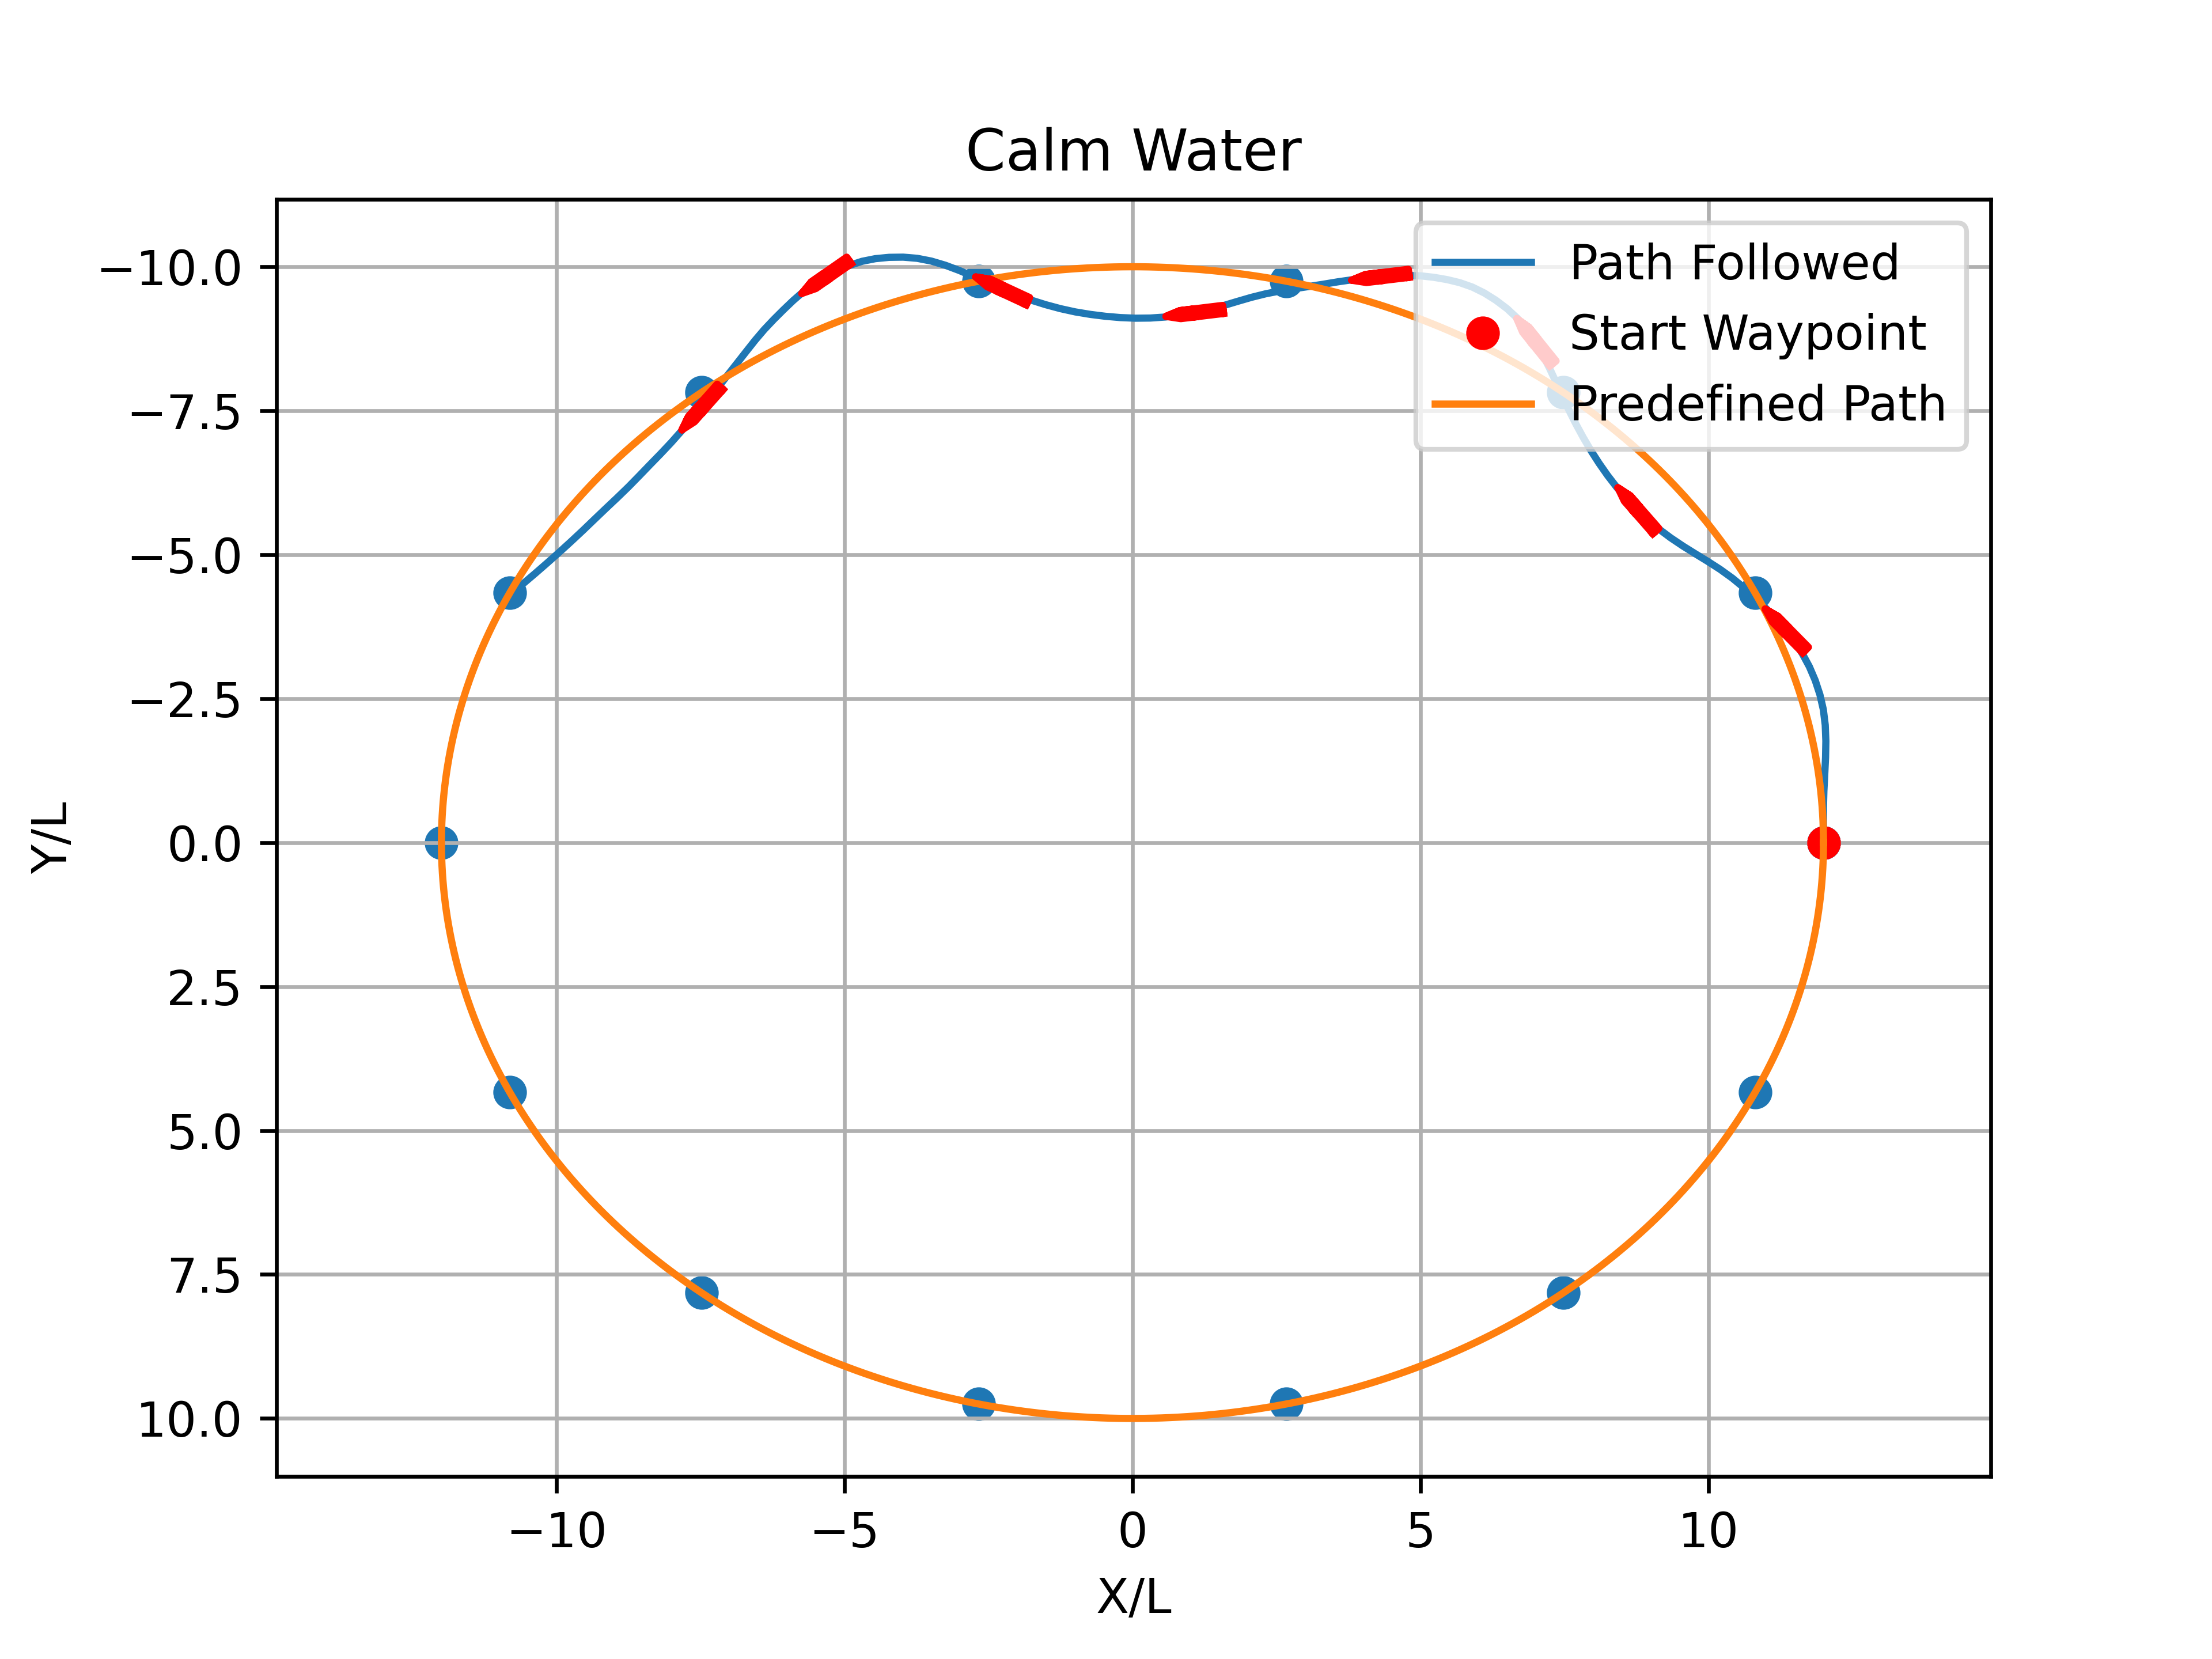 Calm Water
Path Followed
Start Waypoint
Predefined Path
−10.0
−7.5
−5.0
−2.5
0.0
2.5
5.0
7.5
10.0
Y/L
−10 −5 0 5 10
X/L